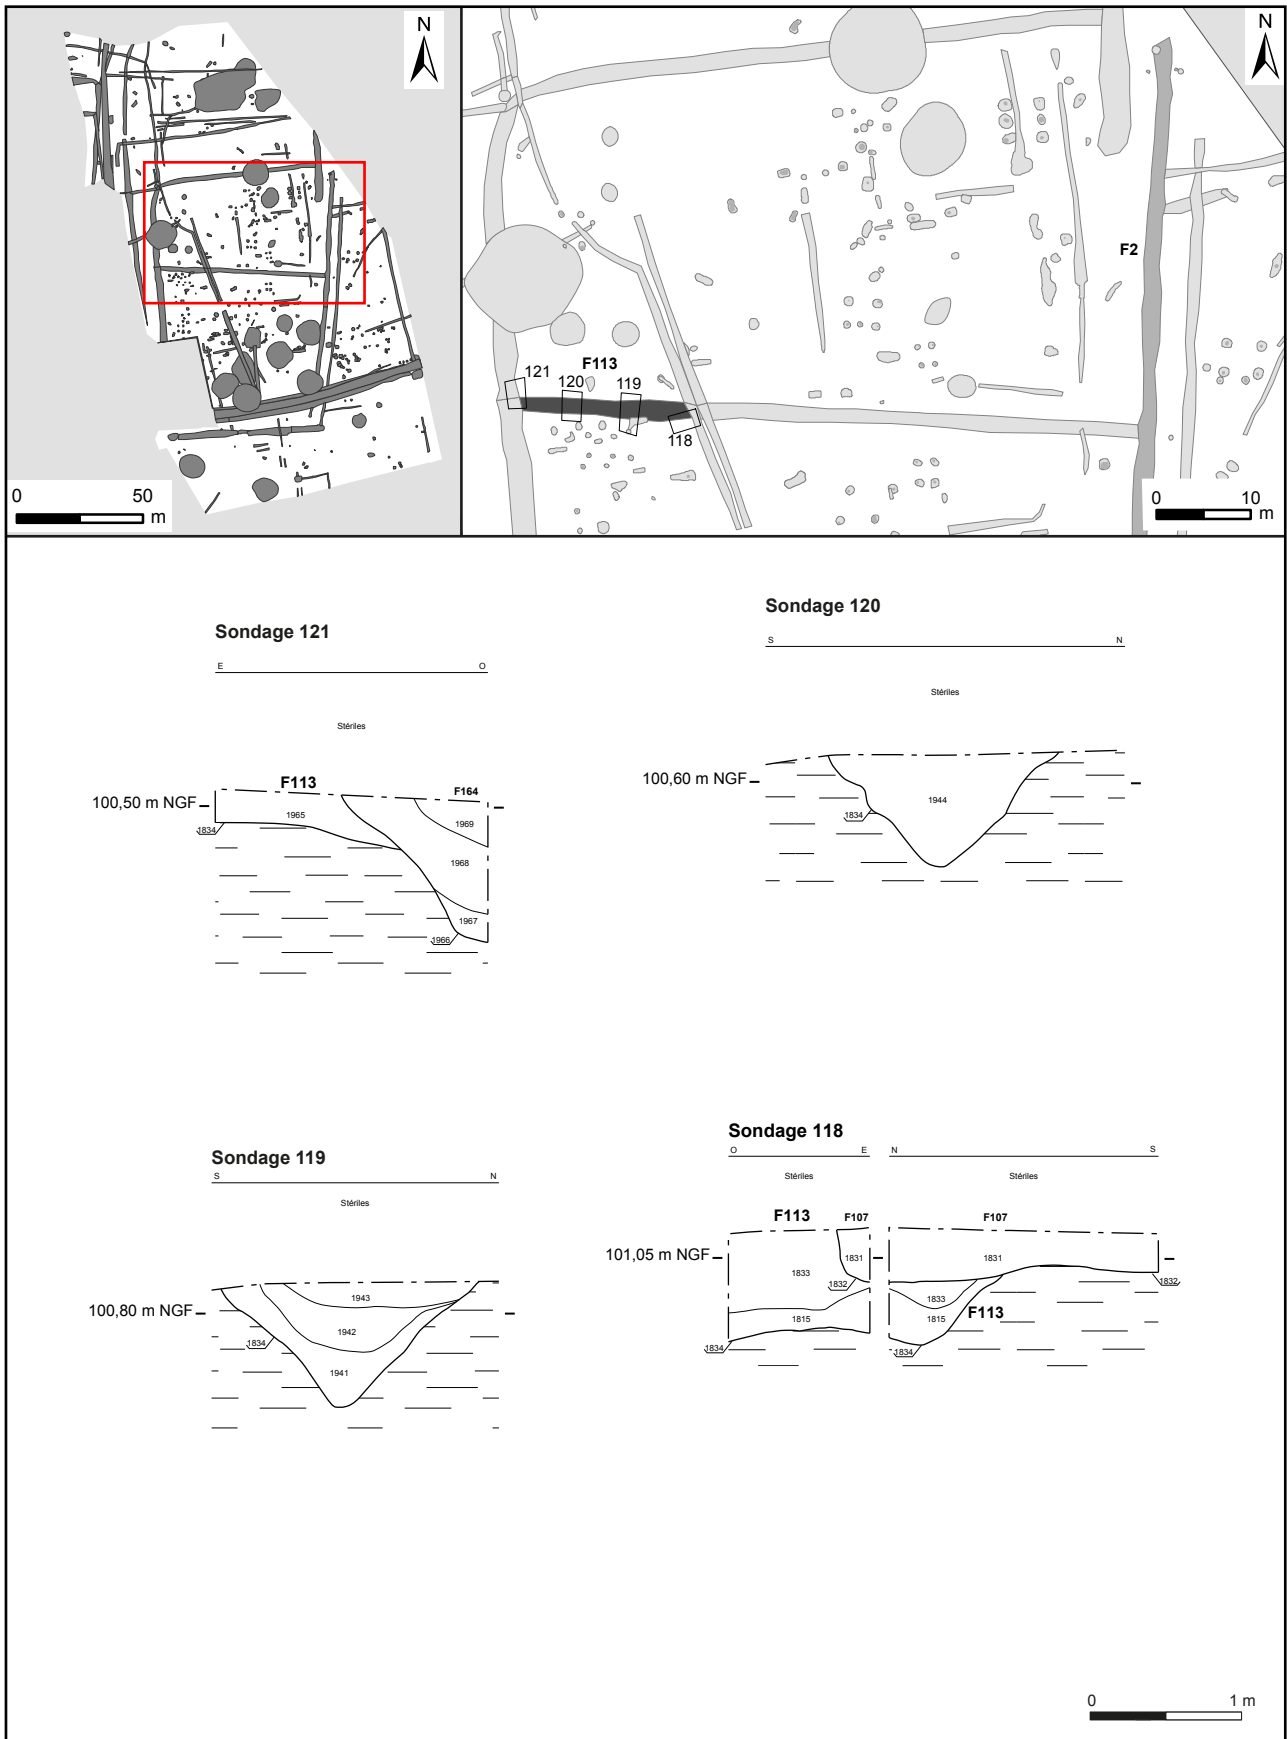 N
0 50
m
N
F2
F113
121
120
119
118
0 10
m
Sondage 121
E O
Stériles
F113
F164
100,50 m NGF
1965
1969
1834
1968
1967
1966
Sondage 120
S N
Stériles
100,60 m NGF
1944
1834
Sondage 119
S N
Stériles
1943
100,80 m NGF
1942
1834
1941
Sondage 118
O E N S
Stériles Stériles
F113 F107 F107
101,05 m NGF
1831 1831
1833
1832 1832
1833
1815 1815 F113
1834 1834
0 1 m